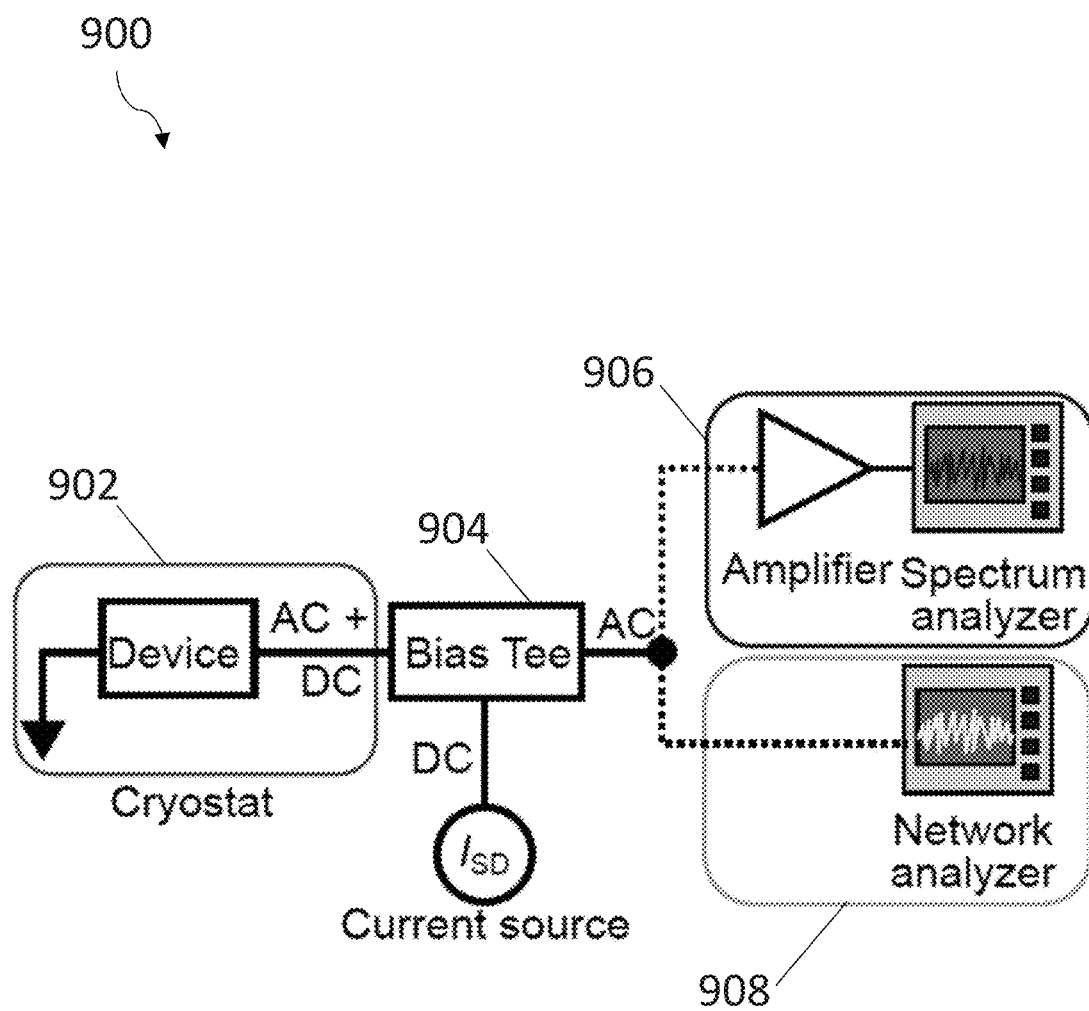 900
906
902
904
Amplifier
Spectrum
analyzer
AC +
DC
Device
Bias Tee
AC
DC
Cryostat
I_SD
Current source
Network
analyzer
908